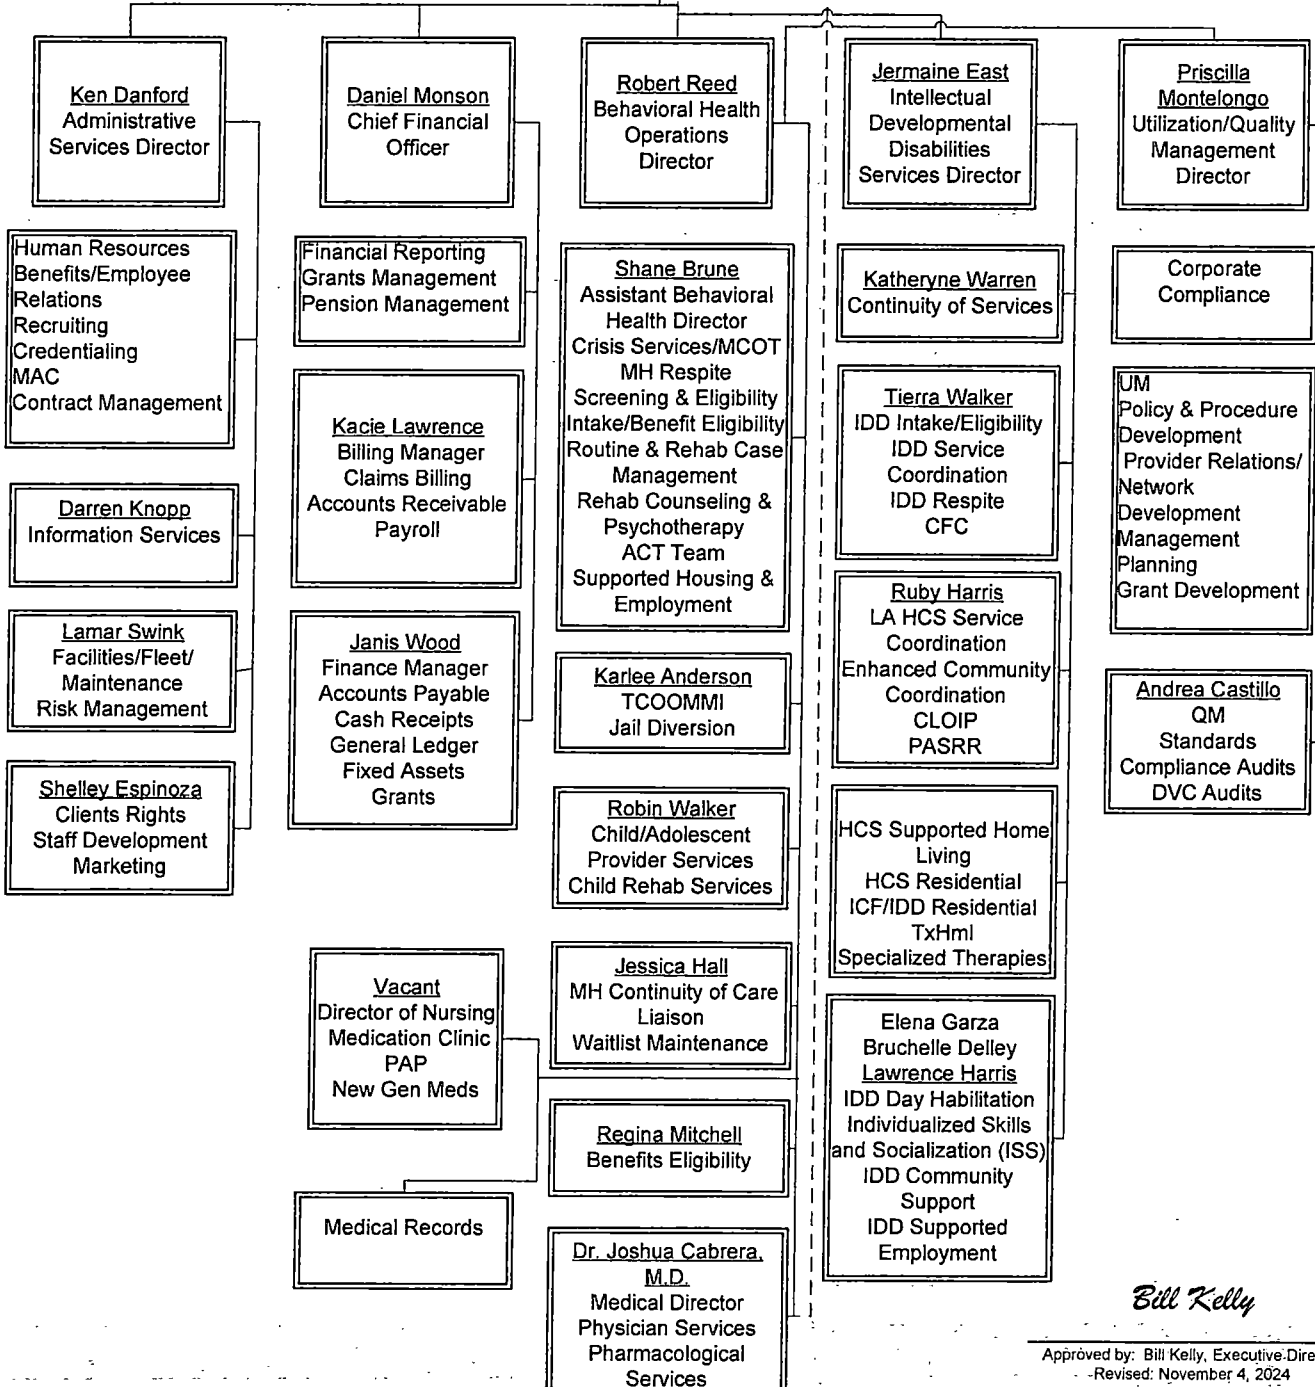 Ken Danford
Administrative
Services Director
Human Resources
Benefits/Employee
Relations
Recruiting
Credentialing
MAC
Contract Management
Darren Knopp
Information Services
Lamar Swink
Facilities/Fleet/
Maintenance
Risk Management
Shelley Espinoza
Clients Rights
Staff Development
Marketing
Daniel Monson
Chief Financial
Officer
Financial Reporting
Grants Management
Pension Management
Kacie Lawrence
Billing Manager
Claims Billing
Accounts Receivable
Payroll
Janis Wood
Finance Manager
Accounts Payable
Cash Receipts
General Ledger
Fixed Assets
Grants
Vacant
Director of Nursing
Medication Clinic
PAP
New Gen Meds
Medical Records
Robert Reed
Behavioral Health
Operations
Director
Shane Brune
Assistant Behavioral
Health Director
Crisis Services/MCOT
MH Respite
Screening & Eligibility
Intake/Benefit Eligibility
Routine & Rehab Case
Management
Rehab Counseling &
Psychotherapy
ACT Team
Supported Housing &
Employment
Karlee Anderson
TCOOMMI
Jail Diversion
Robin Walker
Child/Adolescent
Provider Services
Child Rehab Services
Jessica Hall
MH Continuity of Care
Liaison
Waitlist Maintenance
Regina Mitchell
Benefits Eligibility
Dr. Joshua Cabrera,
M.D.
Medical Director
Physician Services
Pharmacological
Services
Jermaine East
Intellectual
Developmental
Disabilities
Services Director
Katheryne Warren
Continuity of Services
Tierra Walker
IDD Intake/Eligibility
IDD Service
Coordination
IDD Respite
CFC
Ruby Harris
LA HCS Service
Coordination
Enhanced Community
Coordination
CLOIP
PASRR
HCS Supported Home
Living
HCS Residential
ICF/IDD Residential
TxHml
Specialized Therapies
Elena Garza
Bruchelle Delley
Lawrence Harris
IDD Day Habilitation
Individualized Skills
and Socialization (ISS)
IDD Community
Support
IDD Supported
Employment
Priscilla
Montelongo
Utilization/Quality
Management
Director
Corporate
Compliance
UM
Policy & Procedure
Development
Provider Relations/
Network
Development
Management
Planning
Grant Development
Andrea Castillo
QM
Standards
Compliance Audits
DVC Audits
Bill Kelly
Approved by: Bill Kelly, Executive Dire
Revised: November 4, 2024